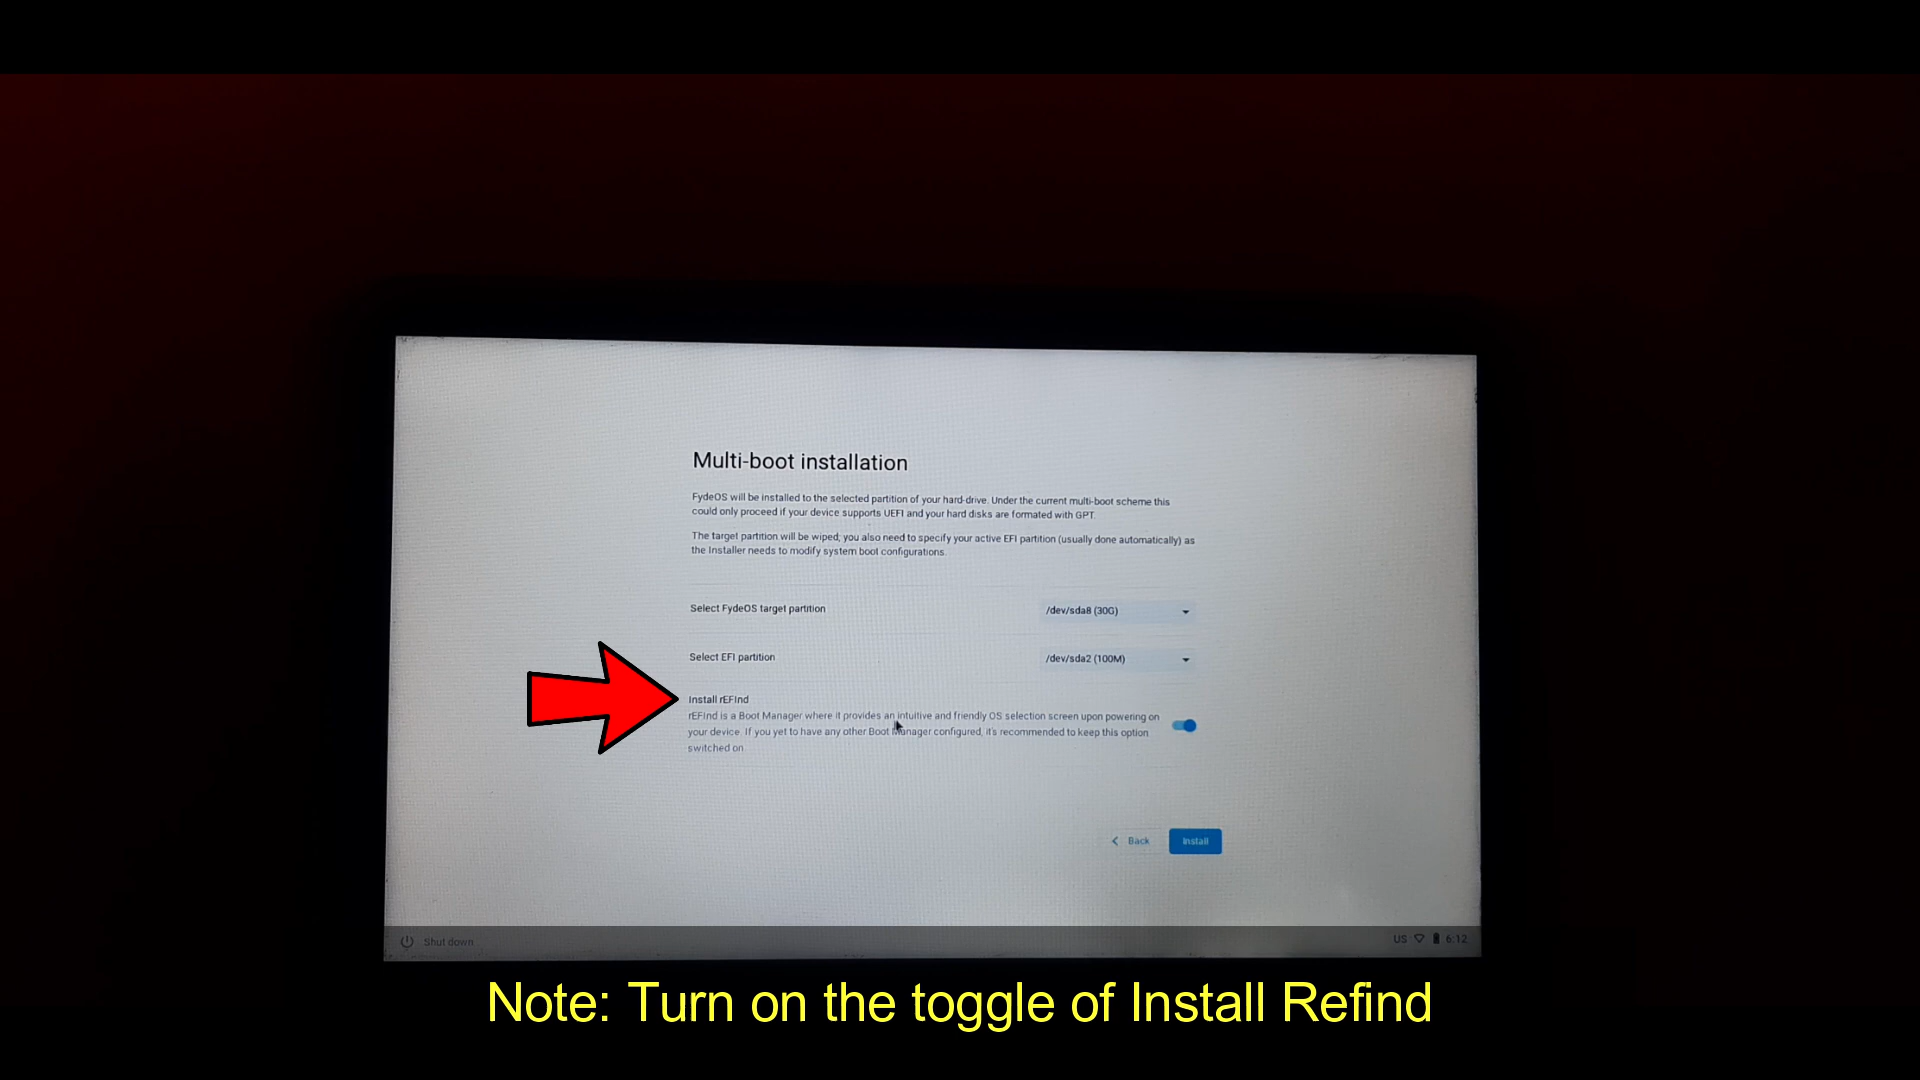 Multi-boot installation
FydeOS will be installed to the selected partition of your hard-drive. Under the current multi-boot scheme this
could only proceed if your device supports UEFI and your hard disks are formated with GPT.
The target partition will be wiped; you also need to specify your active EFI partition (usually done automatically) as
the Installer needs to modify system boot configurations.
Select FydeOS target partition
/dev/sda8 (30G)
Select EFI partition
/dev/sda2 (100M)
Install rEFInd
rEFInd is a Boot Manager where it provides an intuitive and friendly OS selection screen upon powering on
your device. If you yet to have any other Boot Manager configured, it's recommended to keep this option
switched on
Back
Install
Shut down
US
6:12
Note: Turn on the toggle of Install Refind